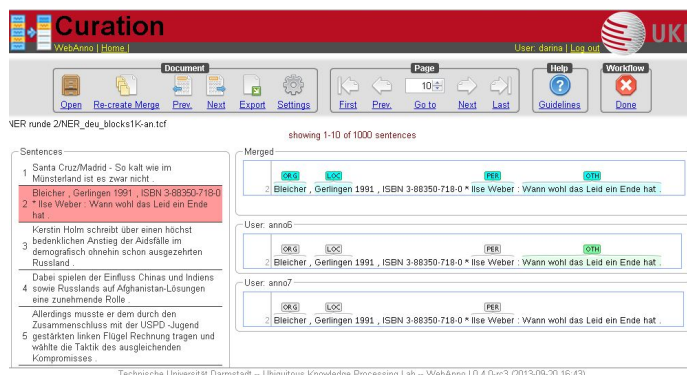 Curation
UKP
WebAnno | Home |
User: darina | Log out
Document
Page
Help
Workflow
10
Open Re-create Merge Prev. Next Export Settings
First Prev. Go to Next Last
Guidelines
Done
NER runde 2/NER_deu_blocks1K-an.tcf
showing 1-10 of 1000 sentences
Sentences
1 Santa Cruz/Madrid - So kalt wie im
Münsterland ist es zwar nicht .
Bleicher , Gerlingen 1991 , ISBN 3-88350-718-0
2 * Ilse Weber : Wann wohl das Leid ein Ende
hat .
Kerstin Holm schreibt über einen höchst
bedenklichen Anstieg der Aidsfälle im
3 demografisch ohnehin schon ausgezehrten
Russland .
Dabei spielen der Einfluss Chinas und Indiens
4 sowie Russlands auf Afghanistan-Lösungen
eine zunehmende Rolle .
Allerdings musste er dem durch den
Zusammenschluss mit der USPD -Jugend
5 gestärkten linken Flügel Rechnung tragen und
wählte die Taktik des ausgleichenden
Kompromisses .
Merged
ORG LOC PER OTH
2 Bleicher , Gerlingen 1991 , ISBN 3-88350-718-0 * Ilse Weber : Wann wohl das Leid ein Ende hat .
User: anno6
ORG LOC PER OTH
2 Bleicher , Gerlingen 1991 , ISBN 3-88350-718-0 * Ilse Weber : Wann wohl das Leid ein Ende hat .
User: anno7
ORG LOC PER
2 Bleicher , Gerlingen 1991 , ISBN 3-88350-718-0 * Ilse Weber : Wann wohl das Leid ein Ende hat .
Technische Universität Darmstadt -- Ubiquitous Knowledge Processing Lab -- WebAnno | 0.4.0-rc3 (2013-09-20 16:43)